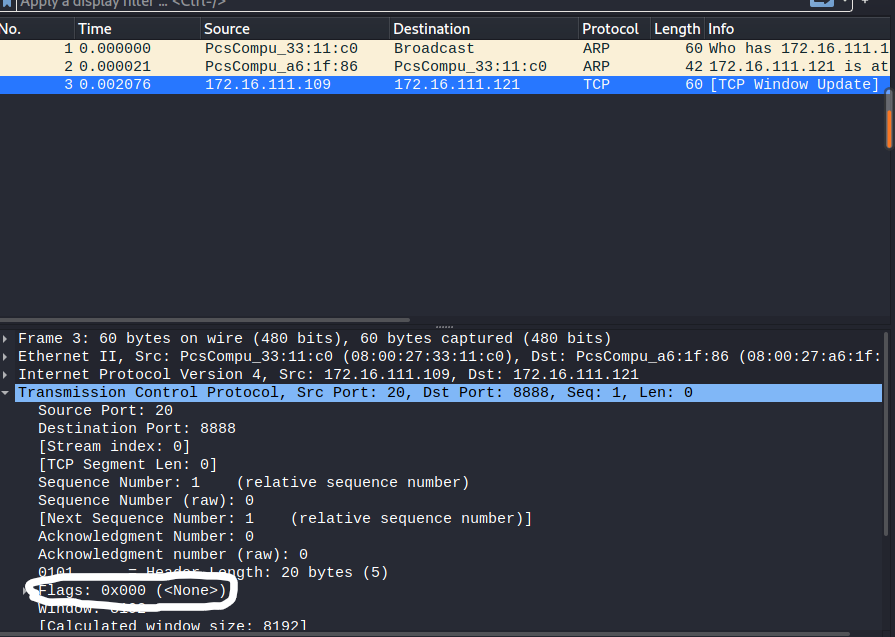 Apply a display filter ... <Ctrl-/>
No. Time Source Destination Protocol Length Info
1 0.000000 PcsCompu_33:11:c0 Broadcast ARP 60 Who has 172.16.111.1
2 0.000021 PcsCompu_a6:1f:86 PcsCompu_33:11:c0 ARP 42 172.16.111.121 is at
3 0.002076 172.16.111.109 172.16.111.121 TCP 60 [TCP Window Update]
Frame 3: 60 bytes on wire (480 bits), 60 bytes captured (480 bits)
Ethernet II, Src: PcsCompu_33:11:c0 (08:00:27:33:11:c0), Dst: PcsCompu_a6:1f:86 (08:00:27:a6:1f:
Internet Protocol Version 4, Src: 172.16.111.109, Dst: 172.16.111.121
Transmission Control Protocol, Src Port: 20, Dst Port: 8888, Seq: 1, Len: 0
Source Port: 20
Destination Port: 8888
[Stream index: 0]
[TCP Segment Len: 0]
Sequence Number: 1 (relative sequence number)
Sequence Number (raw): 0
[Next Sequence Number: 1 (relative sequence number)]
Acknowledgment Number: 0
Acknowledgment number (raw): 0
0101 = Header Length: 20 bytes (5)
Flags: 0x000 (<None>)
Window: 8192
[Calculated window size: 8192]